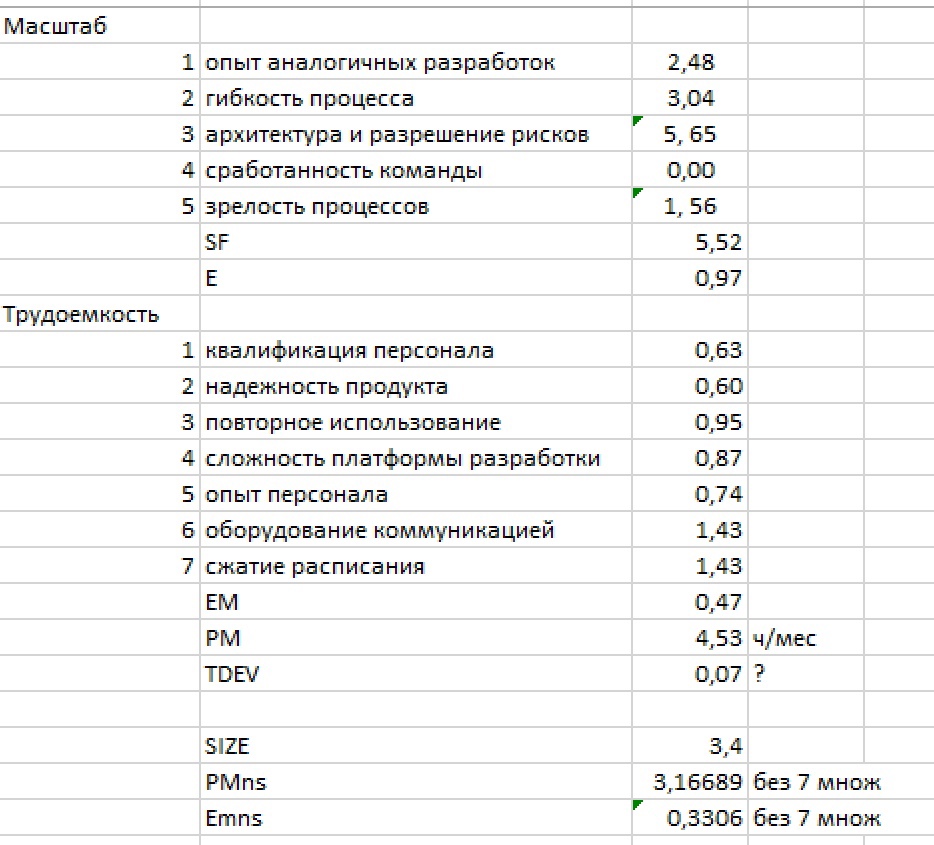 Масштаб
1 опыт аналогичных разработок 2,48
2 гибкость процесса 3,04
3 архитектура и разрешение рисков 5, 65
4 сработанность команды 0,00
5 зрелость процессов 1, 56
SF 5,52
E 0,97
Трудоемкость
1 квалификация персонала 0,63
2 надежность продукта 0,60
3 повторное использование 0,95
4 сложность платформы разработки 0,87
5 опыт персонала 0,74
6 оборудование коммуникацией 1,43
7 сжатие расписания 1,43
EM 0,47
PM 4,53 ч/мес
TDEV 0,07 ?
SIZE 3,4
PMns 3,16689 без 7 множ
Emns 0,3306 без 7 множ